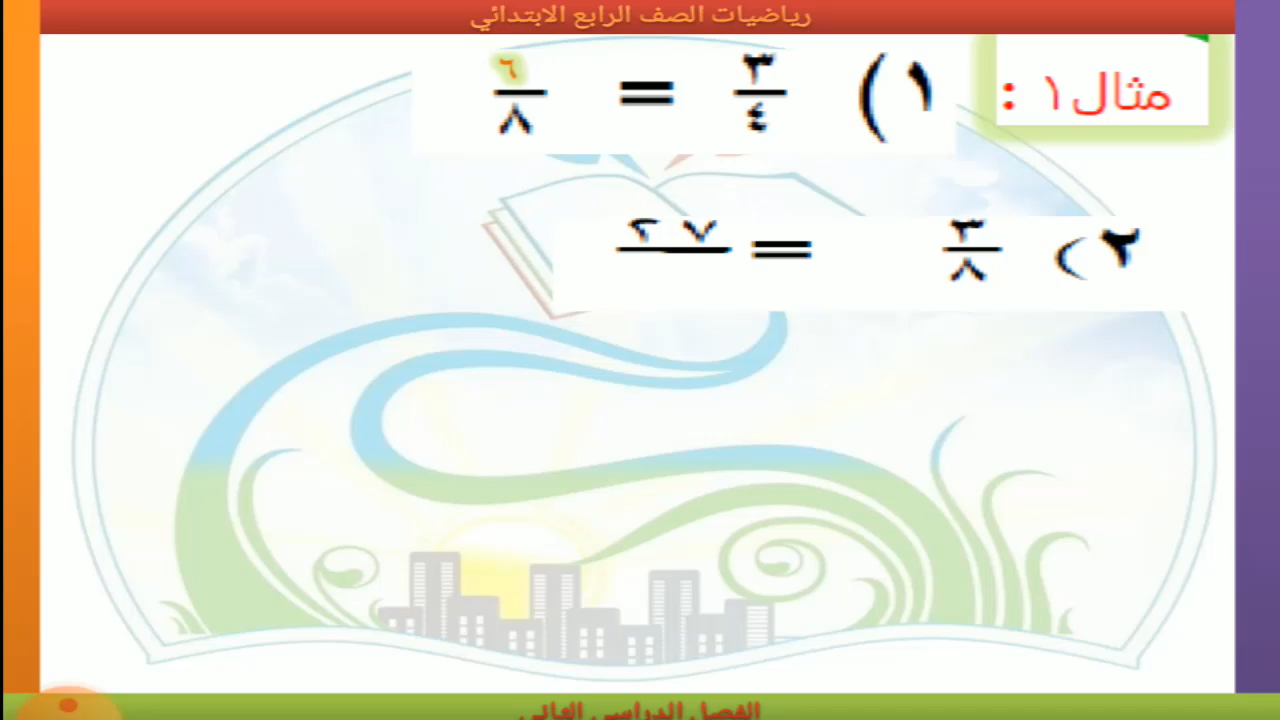 رياضيات الصف الرابع الابتدائي
مثال ١ :
١) ٣/٤ = ٦/٨
٢) ٣/٨ = ٢٧/
الفصل الدراسي الثاني